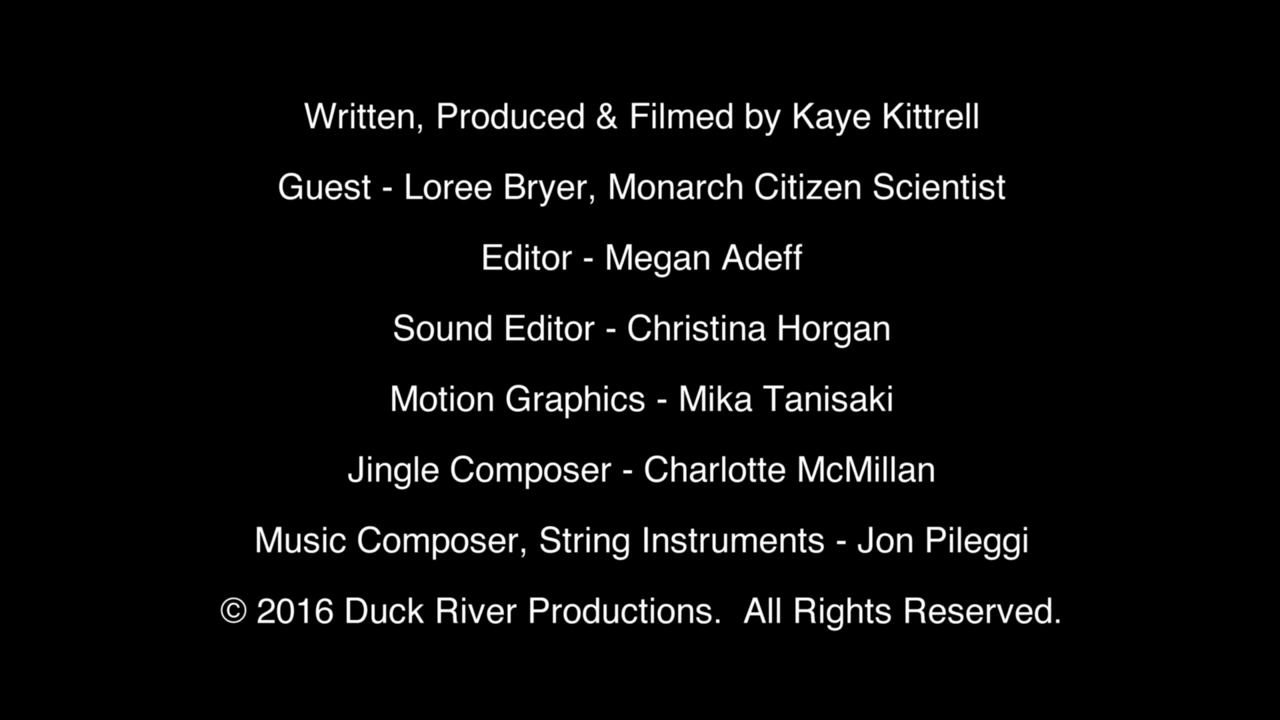 Written, Produced & Filmed by Kaye Kittrell
Guest - Loree Bryer, Monarch Citizen Scientist
Editor - Megan Adeff
Sound Editor - Christina Horgan
Motion Graphics - Mika Tanisaki
Jingle Composer - Charlotte McMillan
Music Composer, String Instruments - Jon Pileggi
© 2016 Duck River Productions.  All Rights Reserved.